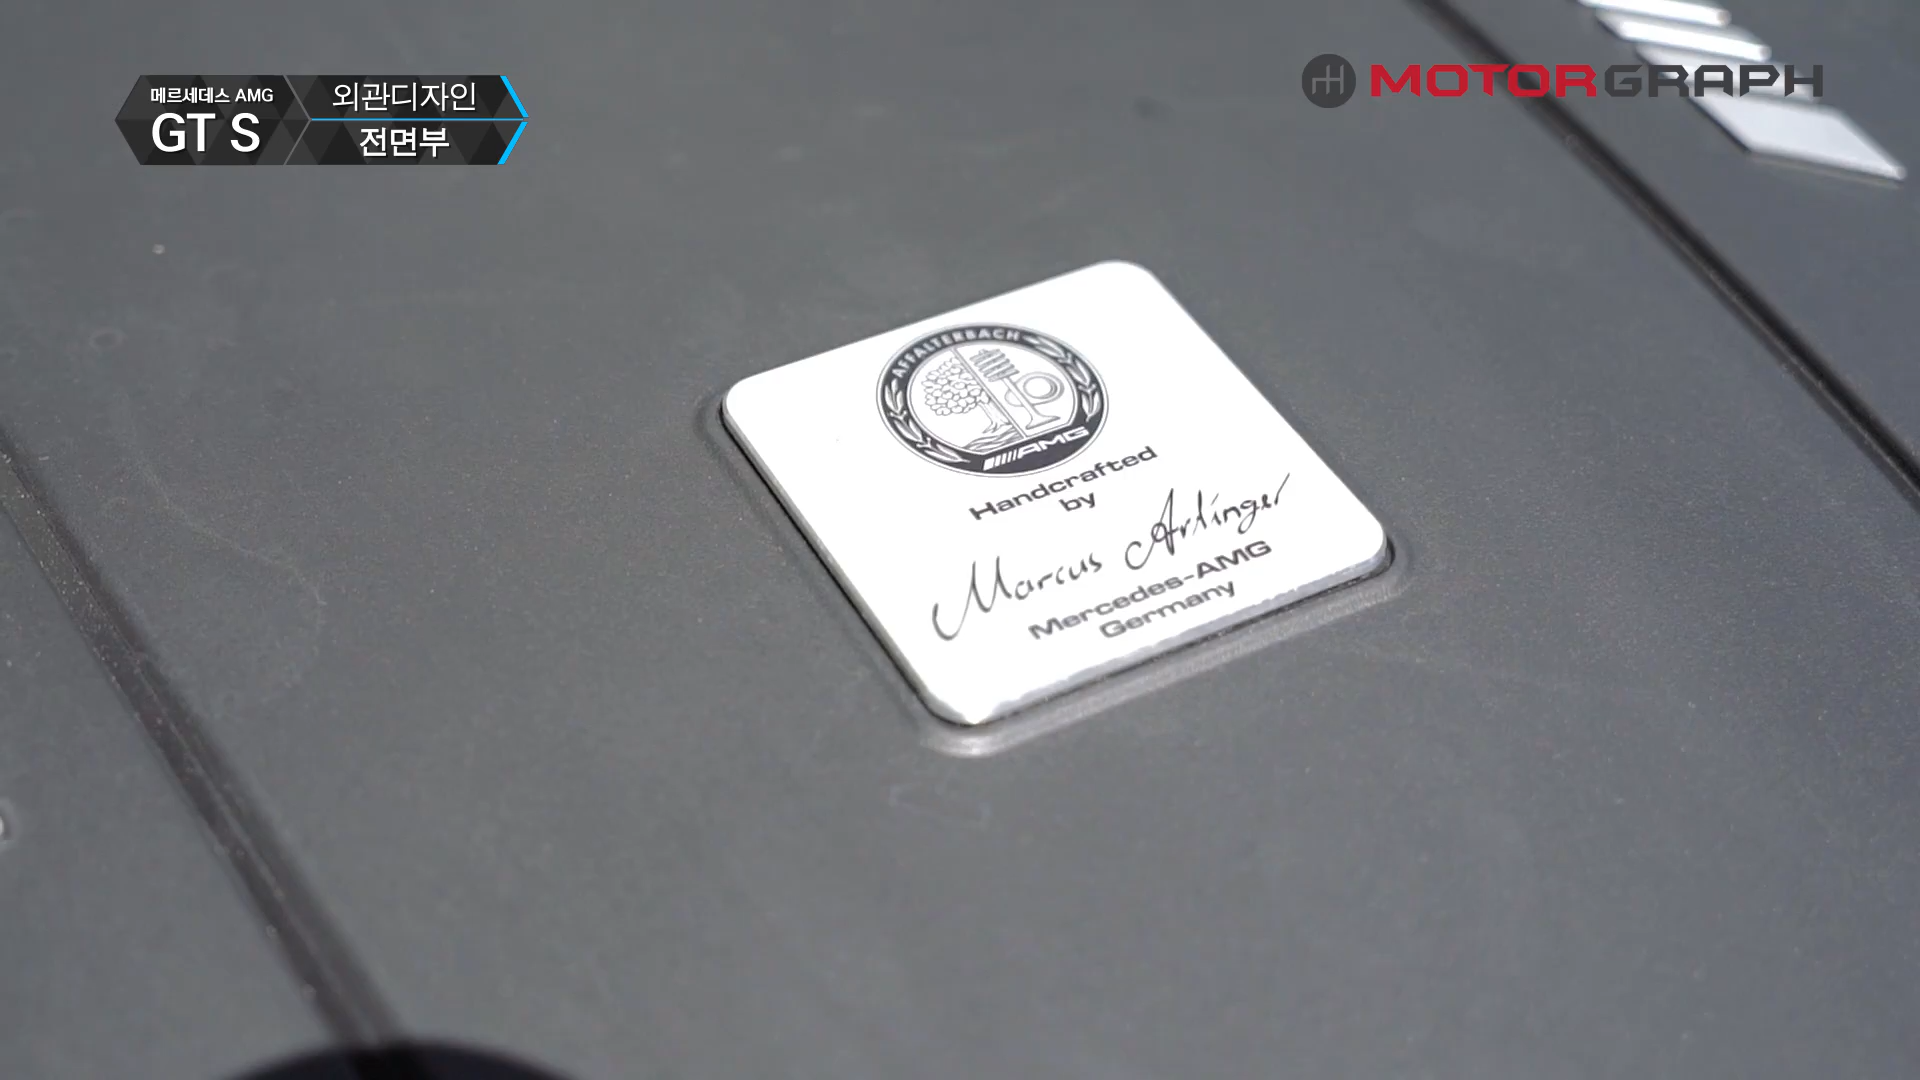 메르세데스 AMG
GT S
외관디자인
전면부
MOTORGRAPH
AFFALTERBACH
AMG
Handcrafted
by
Marcus Arlinger
Mercedes-AMG
Germany